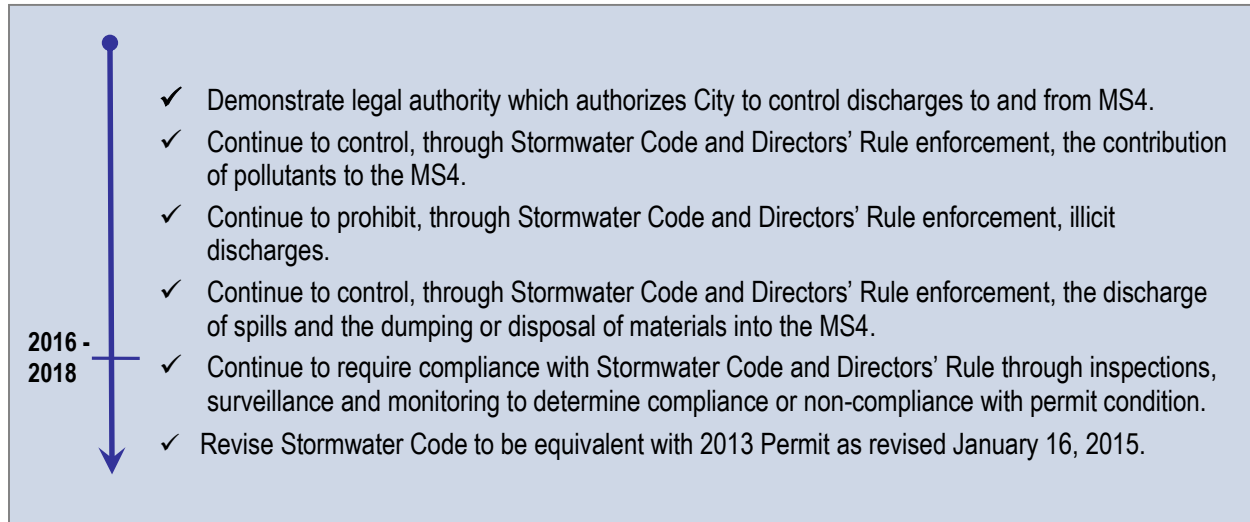 ✓ Demonstrate legal authority which authorizes City to control discharges to and from MS4.
✓ Continue to control, through Stormwater Code and Directors’ Rule enforcement, the contribution
of pollutants to the MS4.
✓ Continue to prohibit, through Stormwater Code and Directors’ Rule enforcement, illicit
discharges.
✓ Continue to control, through Stormwater Code and Directors’ Rule enforcement, the discharge
of spills and the dumping or disposal of materials into the MS4.
2016 -
2018
✓ Continue to require compliance with Stormwater Code and Directors’ Rule through inspections,
surveillance and monitoring to determine compliance or non-compliance with permit condition.
✓ Revise Stormwater Code to be equivalent with 2013 Permit as revised January 16, 2015.